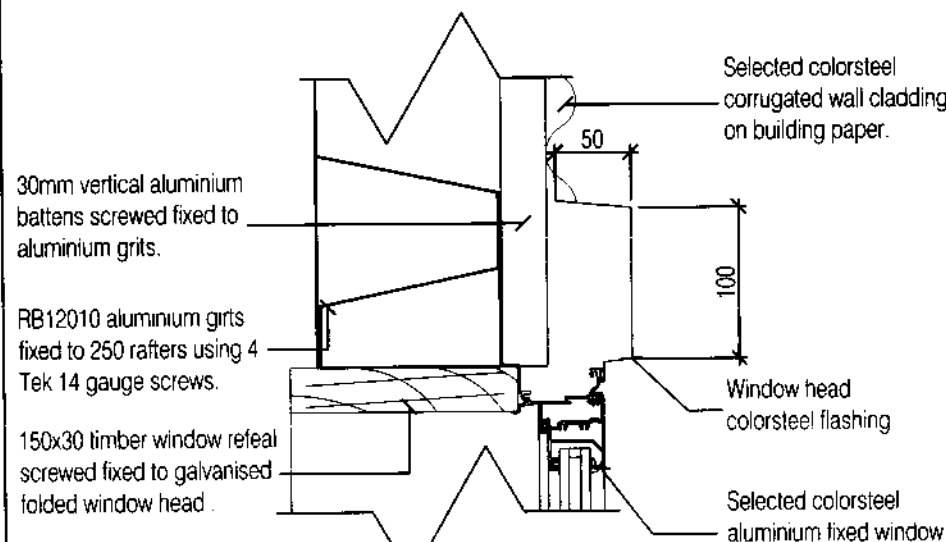 Selected colorsteel
corrugated wall cladding
on building paper.
50
30mm vertical aluminium
battens screwed fixed to
aluminium grits.
100
RB12010 aluminium girts
fixed to 250 rafters using 4
Tek 14 gauge screws.
Window head
colorsteel flashing
150x30 timber window refeal
screwed fixed to galvanised
folded window head .
Selected colorsteel
aluminium fixed window